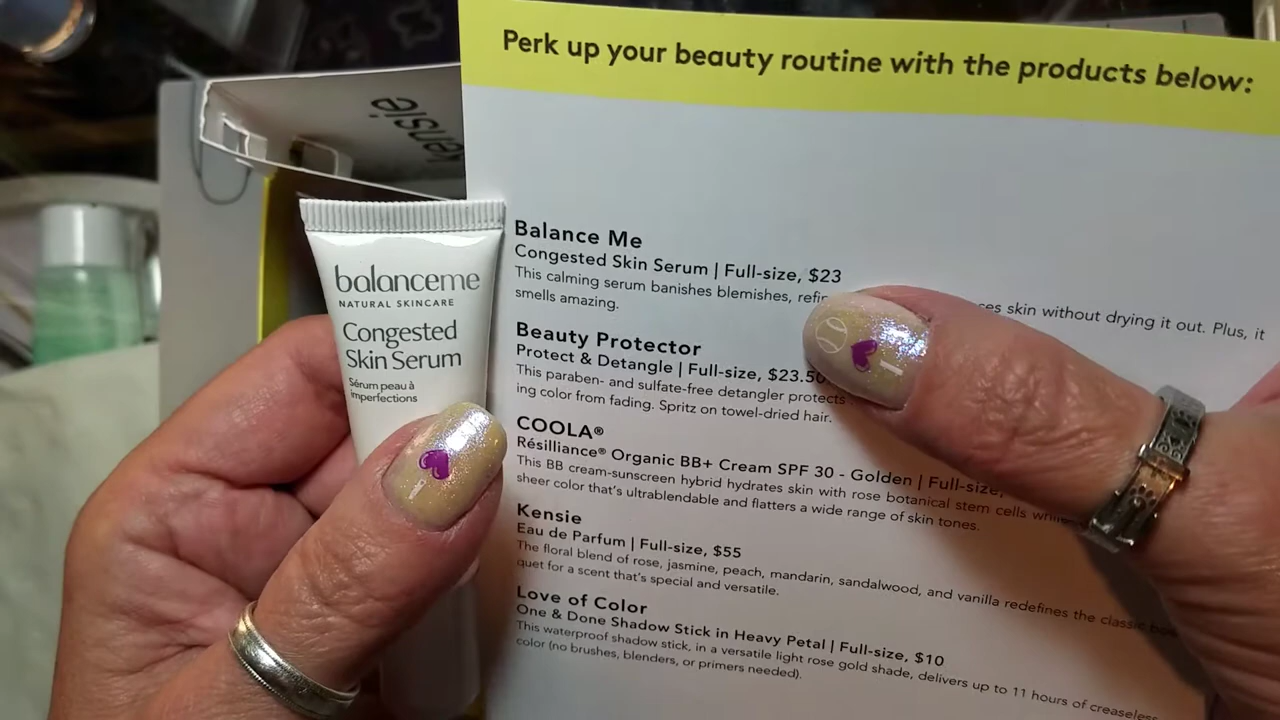 Perk up your beauty routine with the products below:
kensie
balanceme
NATURAL SKINCARE
Congested
Skin Serum
Sérum peau à
imperfections
Balance Me
Congested Skin Serum | Full-size, $23
This calming serum banishes blemishes, skin without drying it out. Plus, it
smells amazing.
Beauty Protector
Protect & Detangle | Full-size, $23.50
This paraben- and sulfate-free detangler protects
ing color from fading. Spritz on towel-dried hair.
COOLA®
Résilliance® Organic BB+ Cream SPF 30 - Golden | Full-size,
This BB cream-sunscreen hybrid hydrates skin with rose botanical stem cells
sheer color that's ultrablendable and flatters a wide range of skin tones.
Kensie
Eau de Parfum | Full-size, $55
The floral blend of rose, jasmine, peach, mandarin, sandalwood, and vanilla redefines the classic
quet for a scent that's special and versatile.
Love of Color
One & Done Shadow Stick in Heavy Petal | Full-size, $10
This waterproof shadow stick, in a versatile light rose gold shade, delivers up to 11 hours of creaseless
color (no brushes, blenders, or primers needed).